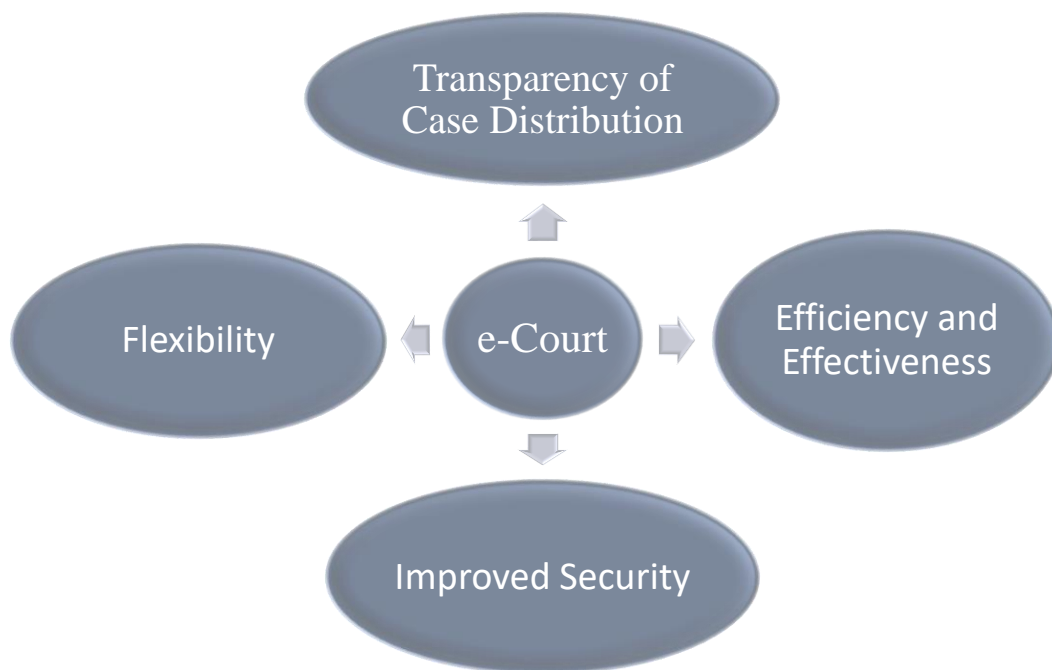 Transparency of
Case Distribution
Flexibility
e-Court
Efficiency and
Effectiveness
Improved Security